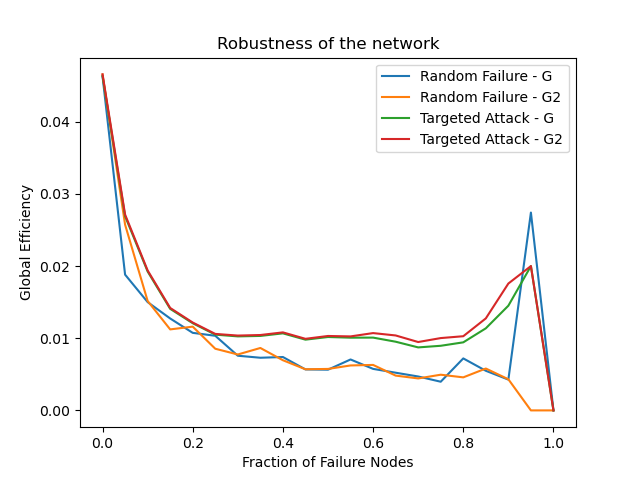 Robustness of the network
Random Failure - G
Random Failure - G2
Targeted Attack - G
Targeted Attack - G2
Global Efficiency
0.04
0.03
0.02
0.01
0.00
0.0 0.2 0.4 0.6 0.8 1.0
Fraction of Failure Nodes